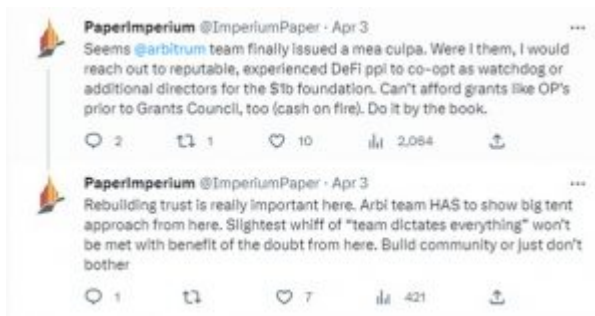 PaperImperium @ImperiumPaper · Apr 3
Seems @arbitrum team finally issued a mea culpa. Were I them, I would
reach out to reputable, experienced DeFi ppl to co-opt as watchdog or
additional directors for the $1b foundation. Can't afford grants like OP's
prior to Grants Council, too (cash on fire). Do it by the book.
2 1 10 2,064
PaperImperium @ImperiumPaper · Apr 3
Rebuilding trust is really important here. Arbi team HAS to show big tent
approach from here. Slightest whiff of "team dictates everything" won't
be met with benefit of the doubt from here. Build community or just don't
bother
1 7 421